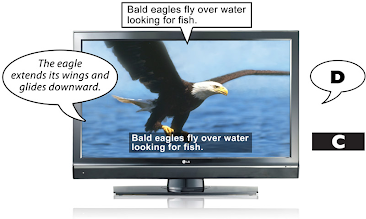 Bald eagles fly over water
looking for fish.
The eagle
extends its wings and
glides downward.
D
Bald eagles fly over water
looking for fish.
C
LG